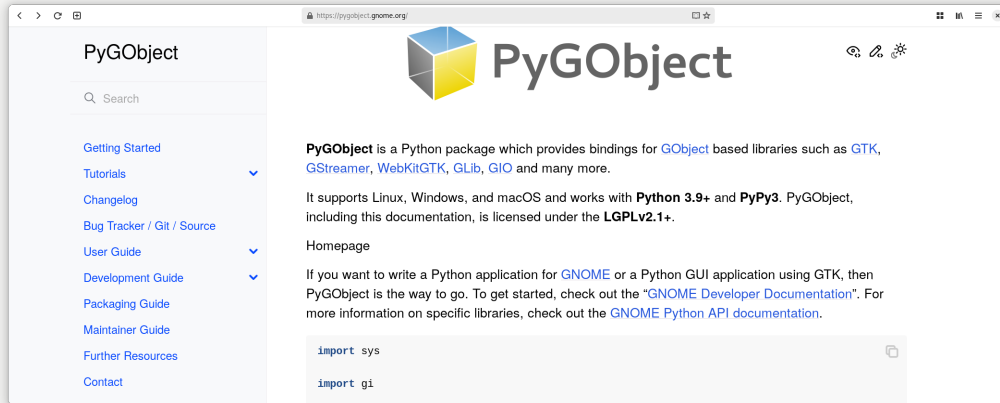 https://pygobject.gnome.org/
PyGObject
Search
Getting Started
Tutorials
Changelog
Bug Tracker / Git / Source
User Guide
Development Guide
Packaging Guide
Maintainer Guide
Further Resources
Contact
PyGObject
PyGObject is a Python package which provides bindings for GObject based libraries such as GTK,
GStreamer, WebKitGTK, GLib, GIO and many more.
It supports Linux, Windows, and macOS and works with Python 3.9+ and PyPy3. PyGObject,
including this documentation, is licensed under the LGPLv2.1+.
Homepage
If you want to write a Python application for GNOME or a Python GUI application using GTK, then
PyGObject is the way to go. To get started, check out the “GNOME Developer Documentation”. For
more information on specific libraries, check out the GNOME Python API documentation.
import sys
import gi